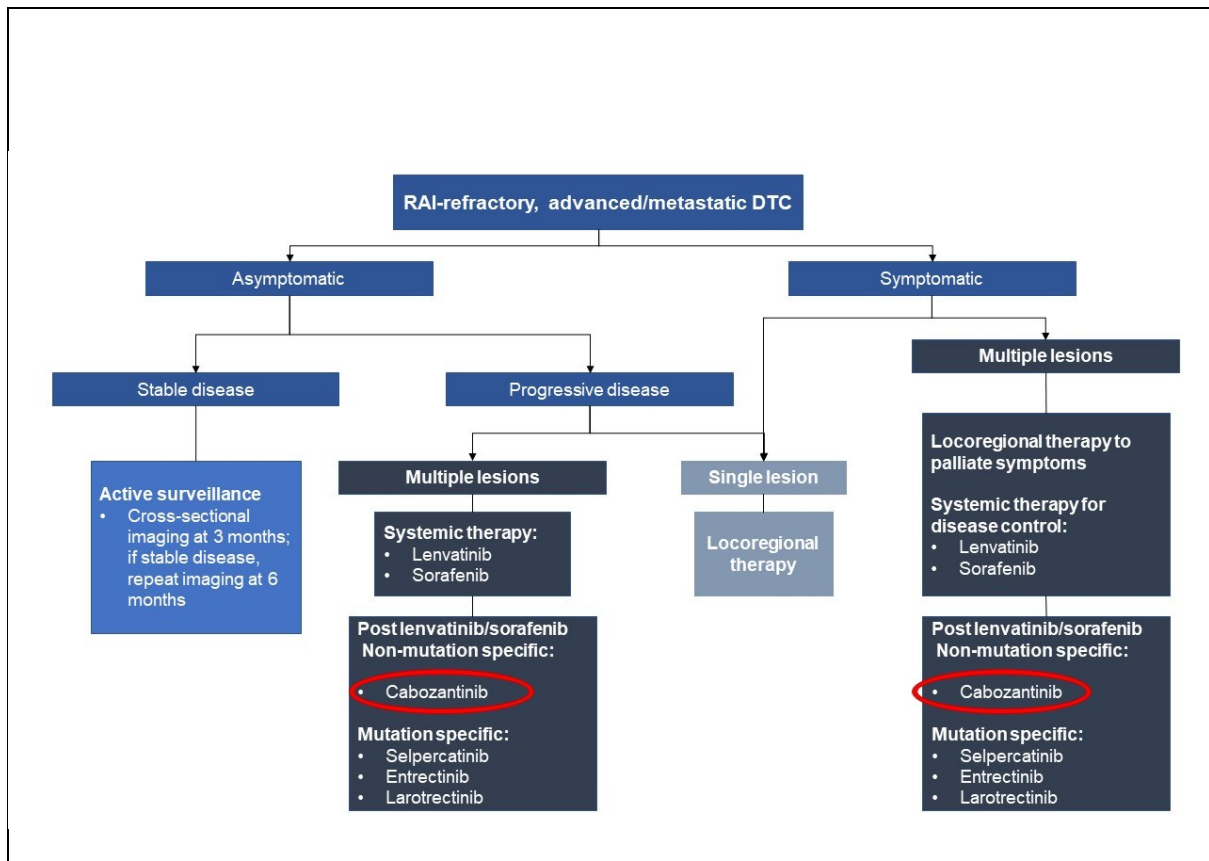 RAI-refractory, advanced/metastatic DTC
Asymptomatic
Symptomatic
Stable disease
Progressive disease
Multiple lesions
Active surveillance
• Cross-sectional
imaging at 3 months;
if stable disease,
repeat imaging at 6
months
Multiple lesions
Systemic therapy:
• Lenvatinib
• Sorafenib
Post lenvatinib/sorafenib
Non-mutation specific:
• Cabozantinib
Mutation specific:
• Selpercatinib
• Entrectinib
• Larotrectinib
Single lesion
Locoregional
therapy
Locoregional therapy to
palliate symptoms
Systemic therapy for
disease control:
• Lenvatinib
• Sorafenib
Post lenvatinib/sorafenib
Non-mutation specific:
• Cabozantinib
Mutation specific:
• Selpercatinib
• Entrectinib
• Larotrectinib